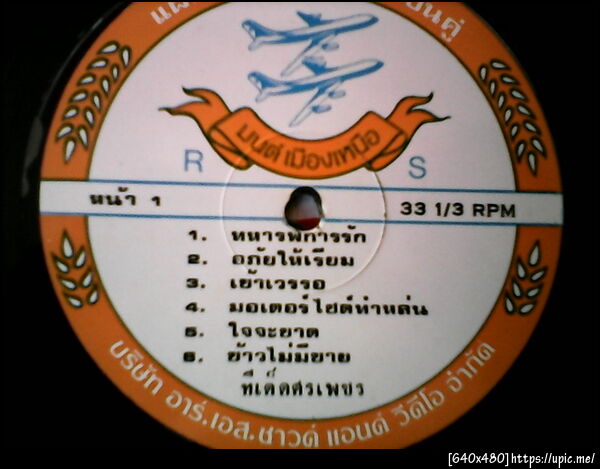 มนต์เมืองเหนือ
R S
หน้า 1 33 1/3 RPM
1. ทหารพิการรัก
2. อภัยให้เรียม
3. เย้าเวรรอ
4. มอเตอร์ไซค์ทำหล่น
5. ใจจะขาด
6. ข้าวไม่มีขาย
ทีเด็ดศรเพชร
บริษัท อาร์.เอส.ซาวด์ แอนด์ วีดีโอ จำกัด
[640x480]https://upic.me/